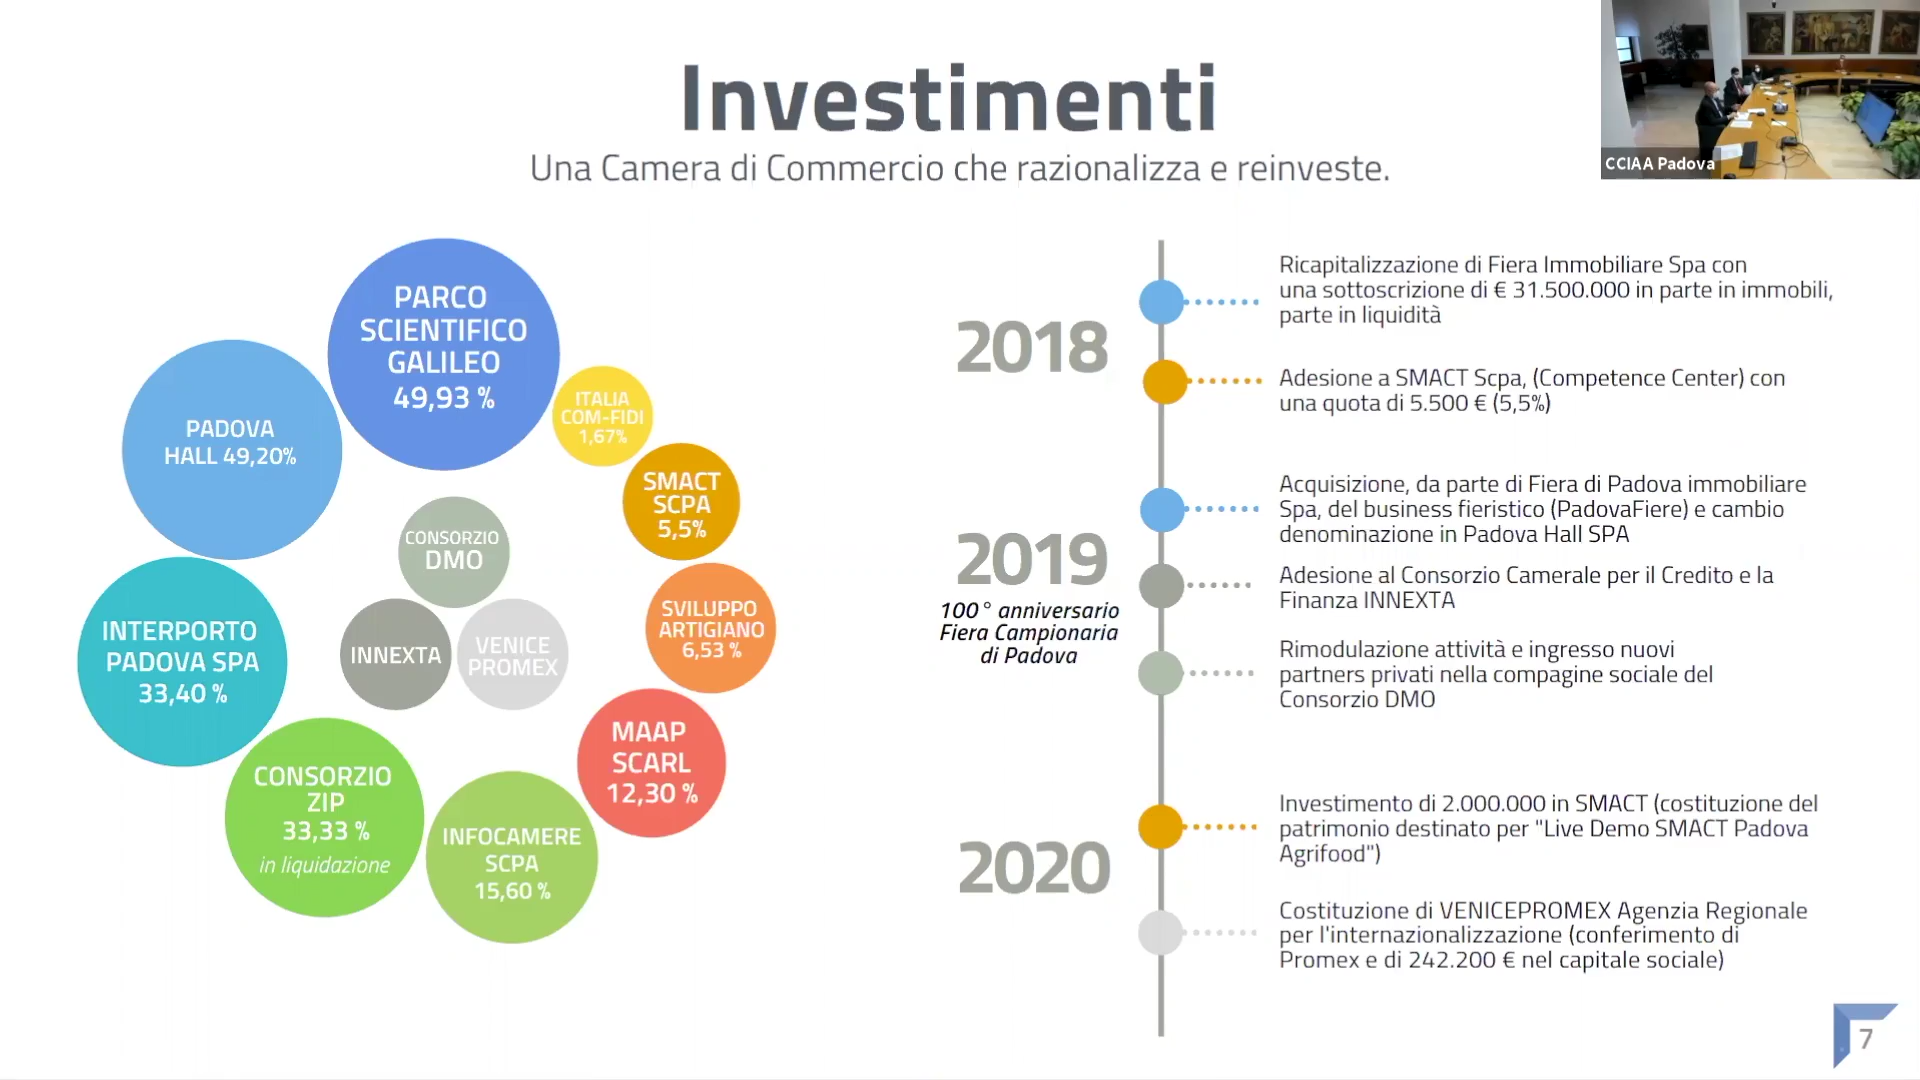 Investimenti
Una Camera di Commercio che razionalizza e reinveste.
CCIAA Padova
PARCO
SCIENTIFICO
GALILEO
49,93 %
PADOVA
HALL 49,20%
ITALIA
COM-FIDI
1,67%
SMACT
SCPA
5,5%
CONSORZIO
DMO
INTERPORTO
PADOVA SPA
33,40 %
INNEXTA
VENICE
PROMEX
SVILUPPO
ARTIGIANO
6,53 %
MAAP
SCARL
12,30 %
CONSORZIO
ZIP
33,33 %
in liquidazione
INFOCAMERE
SCPA
15,60 %
2018
Ricapitalizzazione di Fiera Immobiliare Spa con
una sottoscrizione di € 31.500.000 in parte in immobili,
parte in liquidità
Adesione a SMACT Scpa, (Competence Center) con
una quota di 5.500 € (5,5%)
2019
100° anniversario
Fiera Campionaria
di Padova
Acquisizione, da parte di Fiera di Padova immobiliare
Spa, del business fieristico (PadovaFiere) e cambio
denominazione in Padova Hall SPA
Adesione al Consorzio Camerale per il Credito e la
Finanza INNEXTA
Rimodulazione attività e ingresso nuovi
partners privati nella compagine sociale del
Consorzio DMO
2020
Investimento di 2.000.000 in SMACT (costituzione del
patrimonio destinato per "Live Demo SMACT Padova
Agrifood")
Costituzione di VENICEPROMEX Agenzia Regionale
per l'internazionalizzazione (conferimento di
Promex e di 242.200 € nel capitale sociale)
7